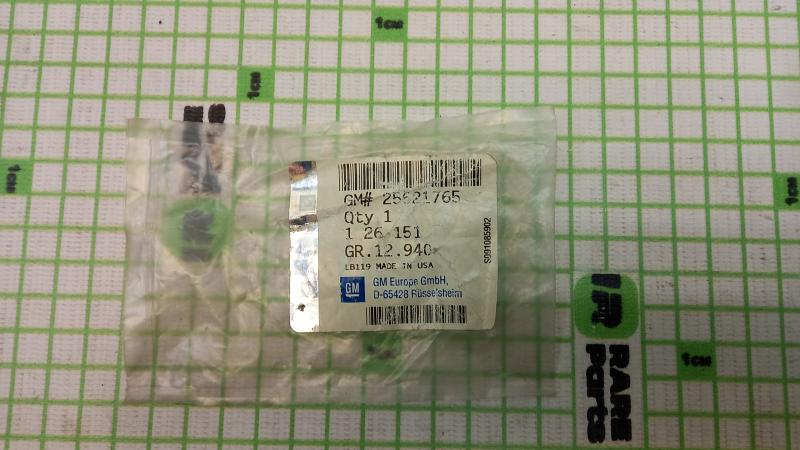 1CM
1CM
1CM
1CM
GM# 25621765
Qty 1
1 26 151
GR.12.940
LB119 MADE IN USA
GM
GM Europe GmbH,
D-65428 Rüsselsheim
S091085902
1CM
RARE
Parts